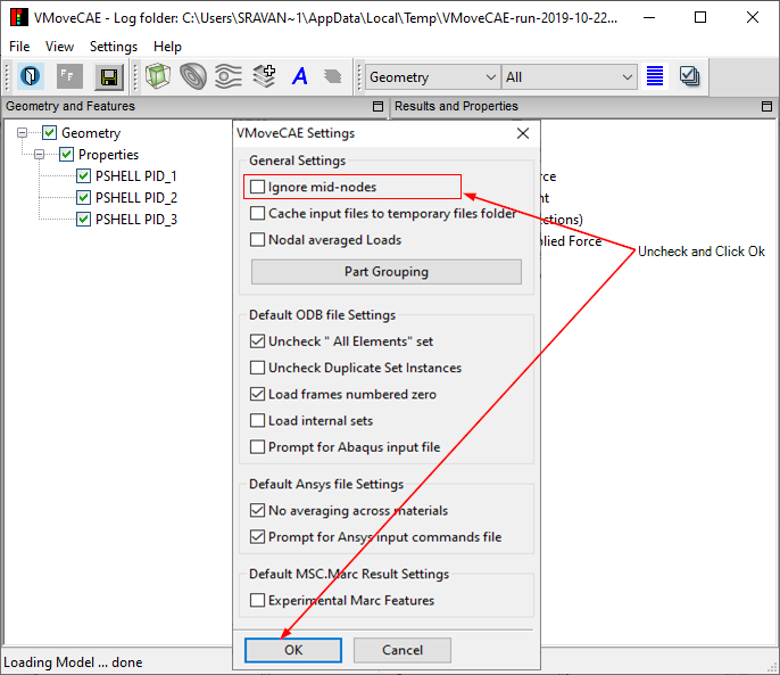 VMoveCAE - Log folder: C:\Users\SRAVAN~1\AppData\Local\Temp\VMoveCAE-run-2019-10-22...
File View Settings Help
FF
A
Geometry
All
Geometry and Features
Results and Properties
Geometry
Properties
PSHELL PID_1
PSHELL PID_2
PSHELL PID_3
VMoveCAE Settings
General Settings
Ignore mid-nodes
Cache input files to temporary files folder
Nodal averaged Loads
Part Grouping
Default ODB file Settings
Uncheck " All Elements" set
Uncheck Duplicate Set Instances
Load frames numbered zero
Load internal sets
Prompt for Abaqus input file
Default Ansys file Settings
No averaging across materials
Prompt for Ansys input commands file
Default MSC.Marc Result Settings
Experimental Marc Features
OK
Cancel
rce
nt
ctions)
plied Force
Uncheck and Click Ok
Loading Model ... done